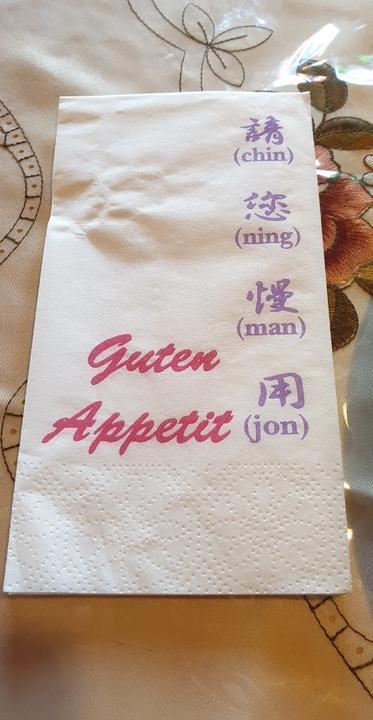 請
(chin)
您
(ning)
慢
(man)
用
(jon)
Guten
Appetit